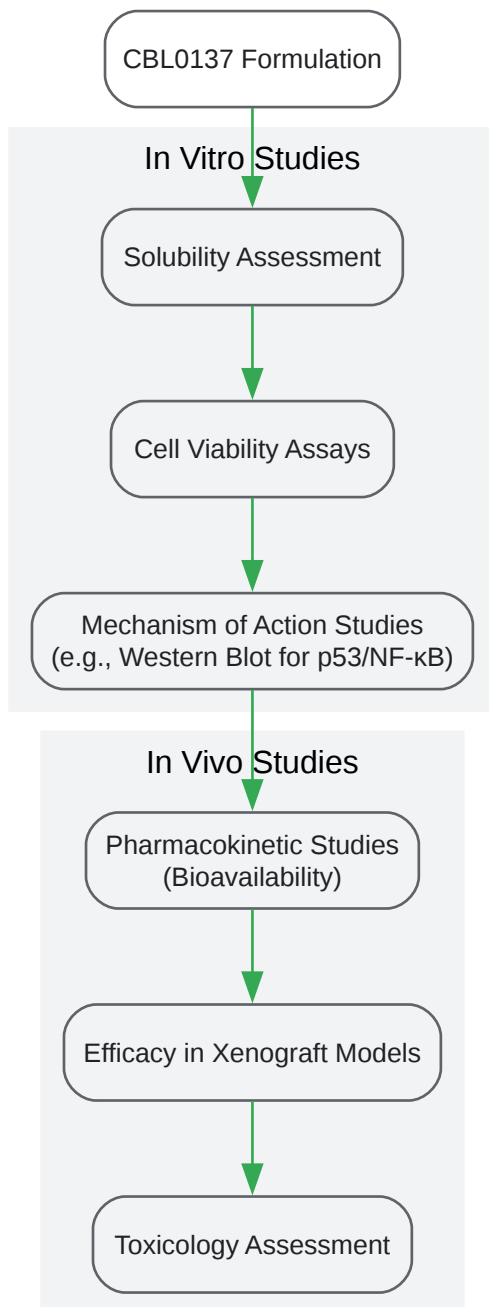 CBL0137 Formulation
In Vitro Studies
Solubility Assessment
Cell Viability Assays
Mechanism of Action Studies
(e.g., Western Blot for p53/NF-κB)
In Vivo Studies
Pharmacokinetic Studies
(Bioavailability)
Efficacy in Xenograft Models
Toxicology Assessment